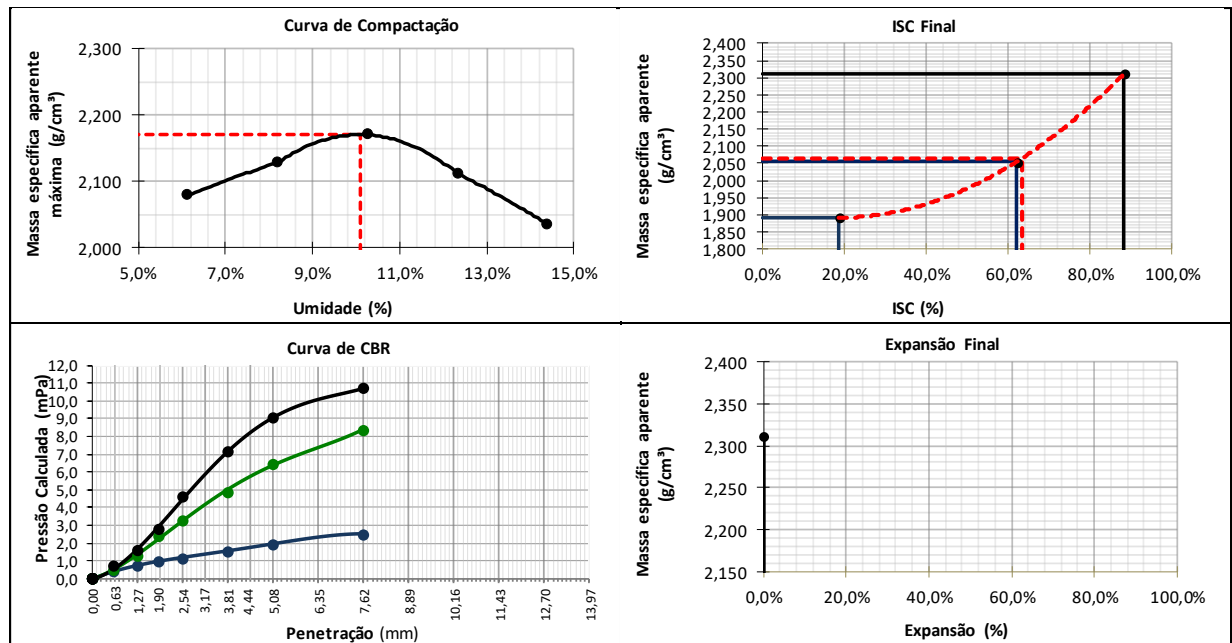 Curva de Compactação
Massa específica aparente
máxima (g/cm³)
2,300
2,200
2,100
2,000
5,0% 7,0% 9,0% 11,0% 13,0% 15,0%
Umidade (%)
ISC Final
Massa específica aparente
(g/cm³)
2,400
2,350
2,300
2,250
2,200
2,150
2,100
2,050
2,000
1,950
1,900
1,850
1,800
0,0% 20,0% 40,0% 60,0% 80,0% 100,0%
ISC (%)
Curva de CBR
Pressão Calculada (mPa)
12,0
11,0
10,0
9,0
8,0
7,0
6,0
5,0
4,0
3,0
2,0
1,0
0,0
0,00 0,63 1,27 1,90 2,54 3,17 3,81 4,44 5,08 6,35 7,62 8,89 10,16 11,43 12,70 13,97
Penetração (mm)
Expansão Final
Massa específica aparente
(g/cm³)
2,400
2,350
2,300
2,250
2,200
2,150
0,0% 20,0% 40,0% 60,0% 80,0% 100,0%
Expansão (%)